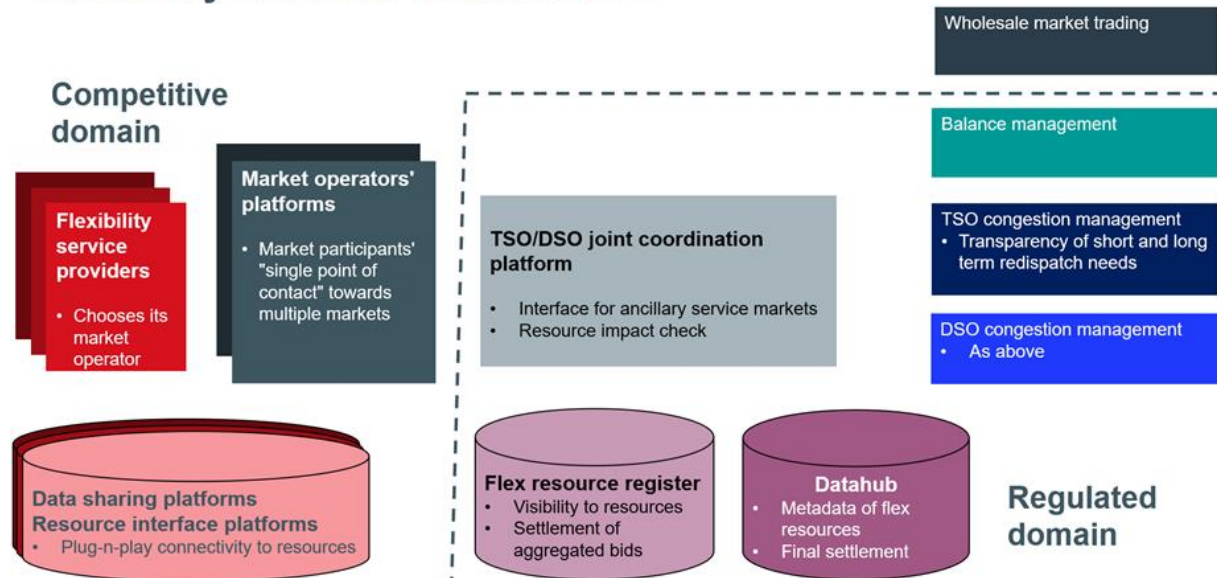 Wholesale market trading
Competitive
domain
Balance management
Market operators'
platforms
• Market participants'
"single point of
contact" towards
multiple markets
Flexibility
service
providers
• Chooses its
market
operator
TSO/DSO joint coordination
platform
• Interface for ancillary service markets
• Resource impact check
TSO congestion management
• Transparency of short and long
term redispatch needs
DSO congestion management
• As above
Data sharing platforms
Resource interface platforms
• Plug-n-play connectivity to resources
Flex resource register
• Visibility to resources
• Settlement of
aggregated bids
Datahub
• Metadata of flex
resources
• Final settlement
Regulated
domain